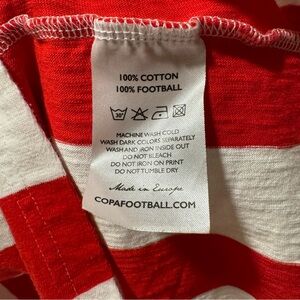 100% COTTON
100% FOOTBALL
30°
MACHINE WASH COLD
WASH DARK COLORS SEPARATELY
WASH AND IRON INSIDE OUT
DO NOT BLEACH
DO NOT IRON ON PRINT
DO NOT TUMBLE DRY
Made in Europe
COPAFOOTBALL.COM